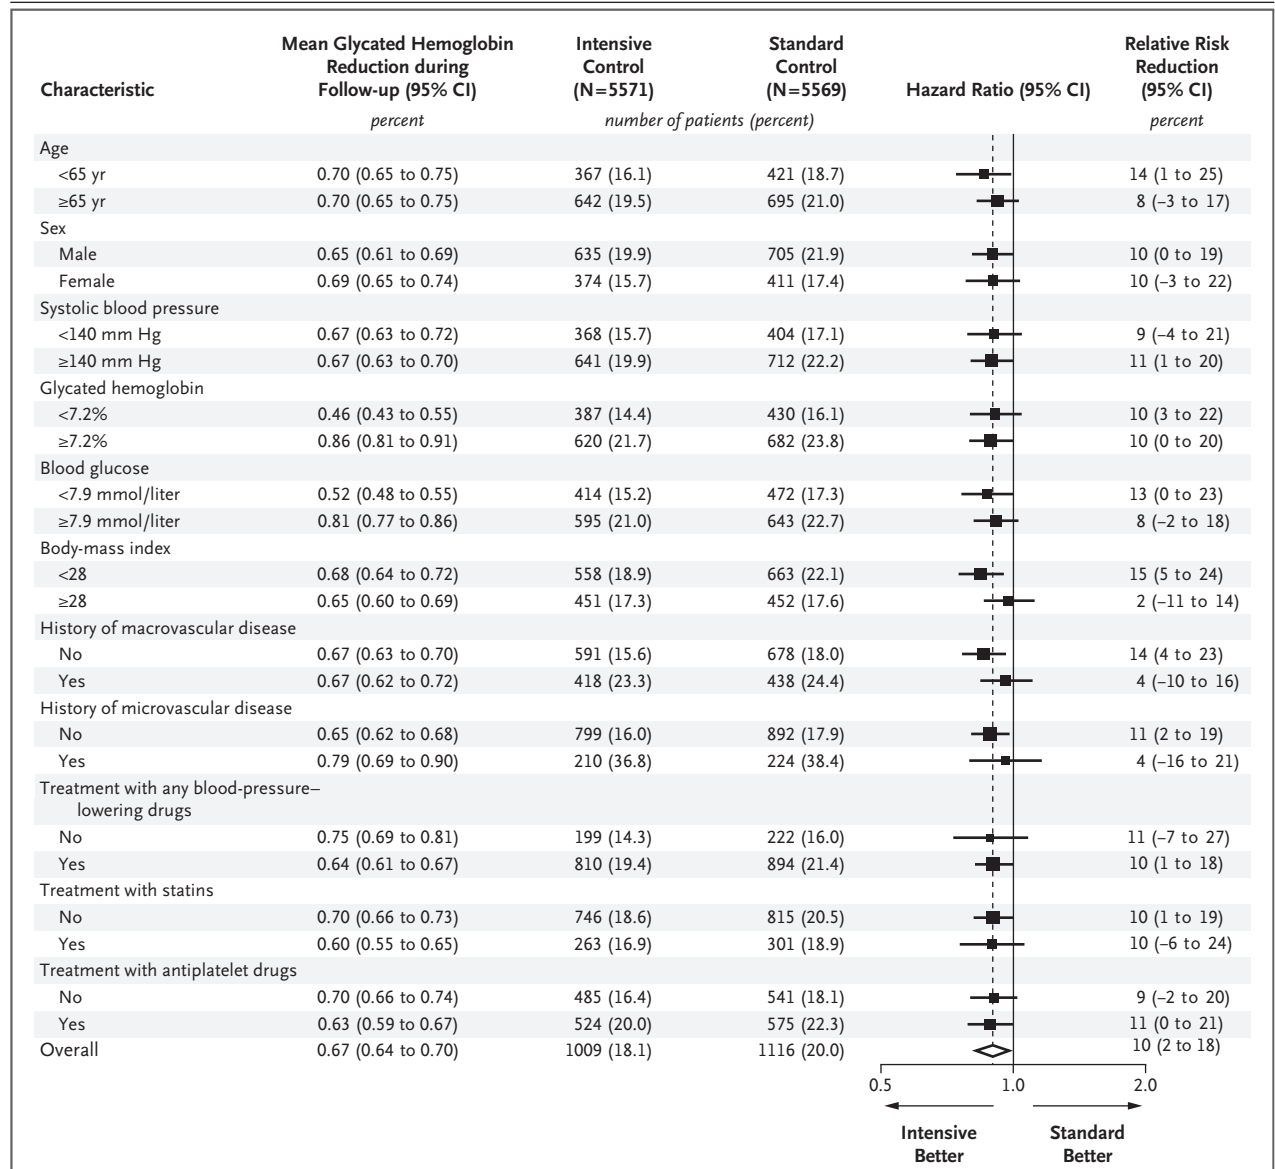 Mean Glycated Hemoglobin Reduction during Follow-up (95% CI)
Intensive Control (N=5571)
Standard Control (N=5569)
Relative Risk Reduction (95% CI)
Characteristic
Hazard Ratio (95% CI)
percent
number of patients (percent)
percent
Age
<65 yr 0.70 (0.65 to 0.75) 367 (16.1) 421 (18.7) 14 (1 to 25)
≥65 yr 0.70 (0.65 to 0.75) 642 (19.5) 695 (21.0) 8 (–3 to 17)
Sex
Male 0.65 (0.61 to 0.69) 635 (19.9) 705 (21.9) 10 (0 to 19)
Female 0.69 (0.65 to 0.74) 374 (15.7) 411 (17.4) 10 (–3 to 22)
Systolic blood pressure
<140 mm Hg 0.67 (0.63 to 0.72) 368 (15.7) 404 (17.1) 9 (–4 to 21)
≥140 mm Hg 0.67 (0.63 to 0.70) 641 (19.9) 712 (22.2) 11 (1 to 20)
Glycated hemoglobin
<7.2% 0.46 (0.43 to 0.55) 387 (14.4) 430 (16.1) 10 (3 to 22)
≥7.2% 0.86 (0.81 to 0.91) 620 (21.7) 682 (23.8) 10 (0 to 20)
Blood glucose
<7.9 mmol/liter 0.52 (0.48 to 0.55) 414 (15.2) 472 (17.3) 13 (0 to 23)
≥7.9 mmol/liter 0.81 (0.77 to 0.86) 595 (21.0) 643 (22.7) 8 (–2 to 18)
Body-mass index
<28 0.68 (0.64 to 0.72) 558 (18.9) 663 (22.1) 15 (5 to 24)
≥28 0.65 (0.60 to 0.69) 451 (17.3) 452 (17.6) 2 (–11 to 14)
History of macrovascular disease
No 0.67 (0.63 to 0.70) 591 (15.6) 678 (18.0) 14 (4 to 23)
Yes 0.67 (0.62 to 0.72) 418 (23.3) 438 (24.4) 4 (–10 to 16)
History of microvascular disease
No 0.65 (0.62 to 0.68) 799 (16.0) 892 (17.9) 11 (2 to 19)
Yes 0.79 (0.69 to 0.90) 210 (36.8) 224 (38.4) 4 (–16 to 21)
Treatment with any blood-pressure–
lowering drugs
No 0.75 (0.69 to 0.81) 199 (14.3) 222 (16.0) 11 (–7 to 27)
Yes 0.64 (0.61 to 0.67) 810 (19.4) 894 (21.4) 10 (1 to 18)
Treatment with statins
No 0.70 (0.66 to 0.73) 746 (18.6) 815 (20.5) 10 (1 to 19)
Yes 0.60 (0.55 to 0.65) 263 (16.9) 301 (18.9) 10 (–6 to 24)
Treatment with antiplatelet drugs
No 0.70 (0.66 to 0.74) 485 (16.4) 541 (18.1) 9 (–2 to 20)
Yes 0.63 (0.59 to 0.67) 524 (20.0) 575 (22.3) 11 (0 to 21)
Overall 0.67 (0.64 to 0.70) 1009 (18.1) 1116 (20.0) 10 (2 to 18)
0.5 1.0 2.0
Intensive Better
Standard Better